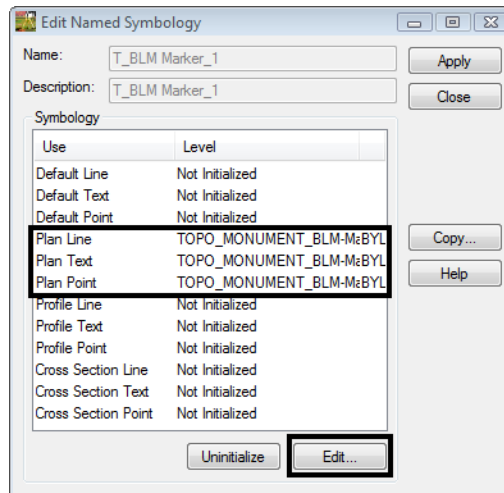 Edit Named Symbology
Name: T_BLM Marker_1 Apply
Description: T_BLM Marker_1 Close
Symbology
Use Level
Default Line Not Initialized
Default Text Not Initialized
Default Point Not Initialized
Plan Line TOPO_MONUMENT_BLM-MaBYL Copy...
Plan Text TOPO_MONUMENT_BLM-MaBYL
Plan Point TOPO_MONUMENT_BLM-MaBYL Help
Profile Line Not Initialized
Profile Text Not Initialized
Profile Point Not Initialized
Cross Section Line Not Initialized
Cross Section Text Not Initialized
Cross Section Point Not Initialized
Uninitialize Edit...